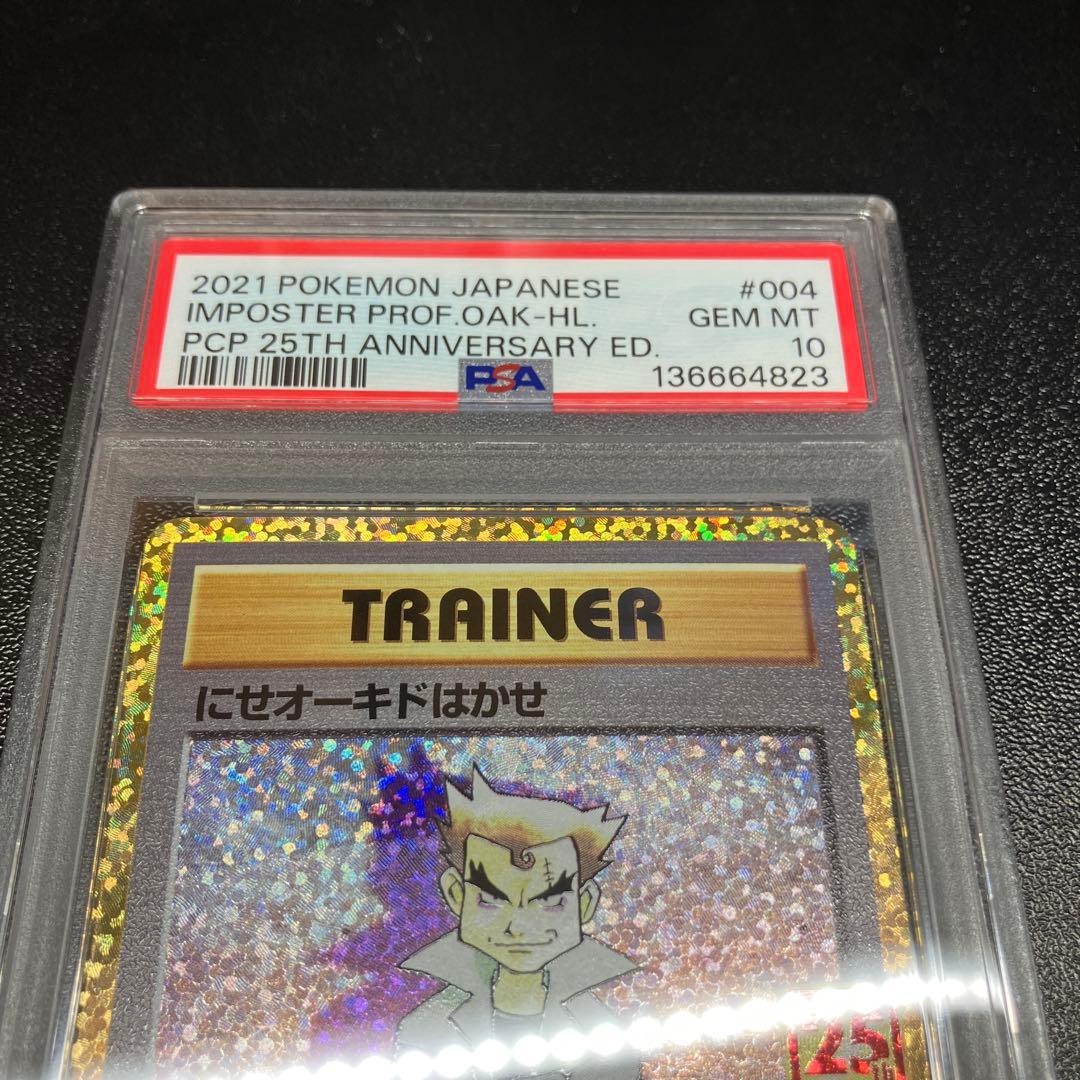 2021 POKEMON JAPANESE #004
IMPOSTER PROF.OAK-HL. GEM MT
PCP 25TH ANNIVERSARY ED. 10
PSA 136664823
TRAINER
にせオーキドはかせ
25th